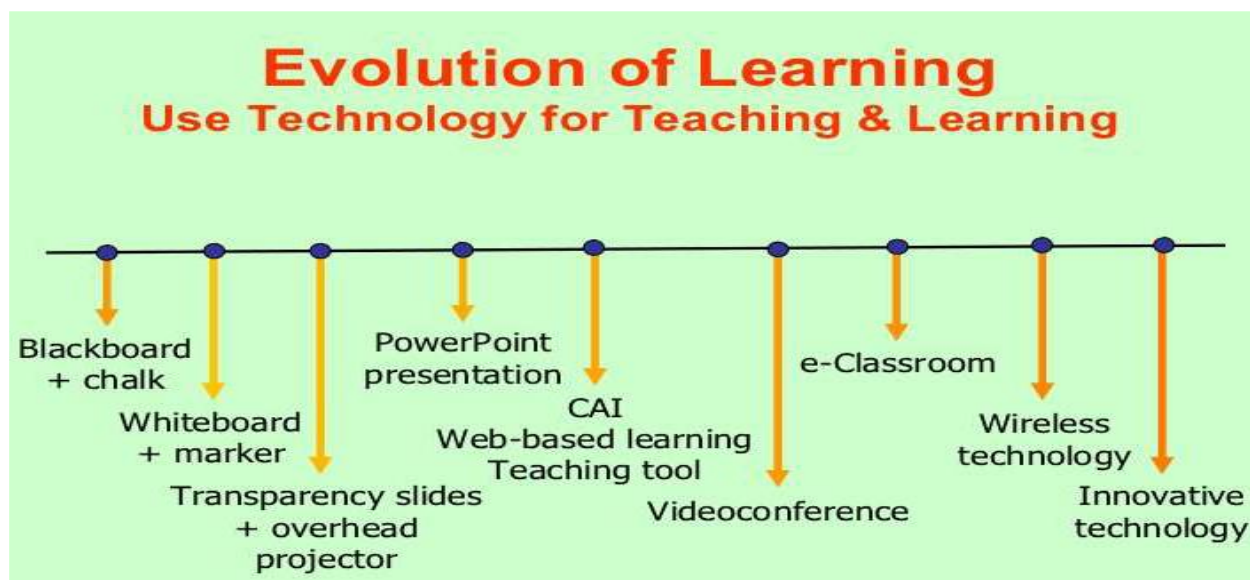 Evolution of Learning
Use Technology for Teaching & Learning
Blackboard
+ chalk
Whiteboard
+ marker
Transparency slides
+ overhead
projector
PowerPoint
presentation
CAI
Web-based learning
Teaching tool
Videoconference
e-Classroom
Wireless
technology
Innovative
technology